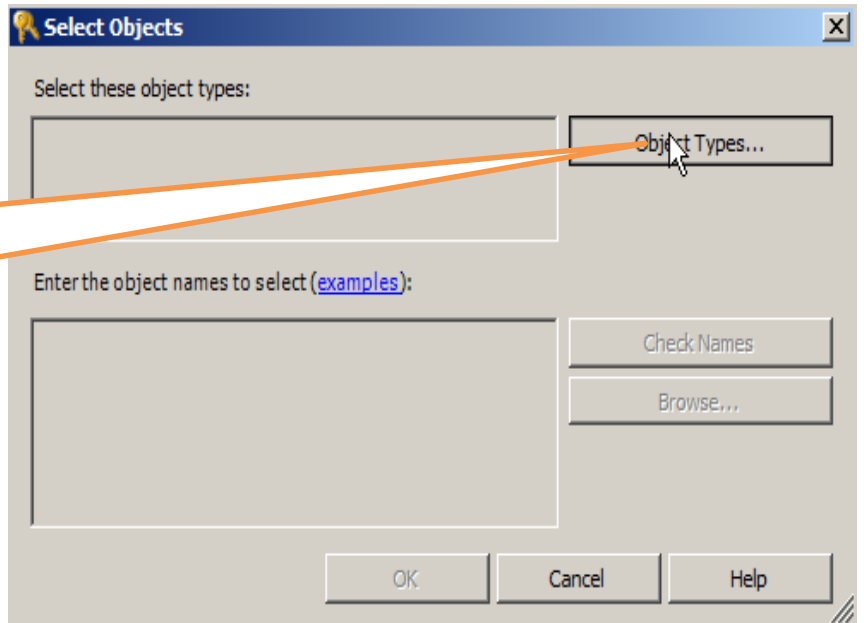 Select Objects
Select these object types:
Object Types...
Enter the object names to select (examples):
Check Names
Browse...
OK
Cancel
Help